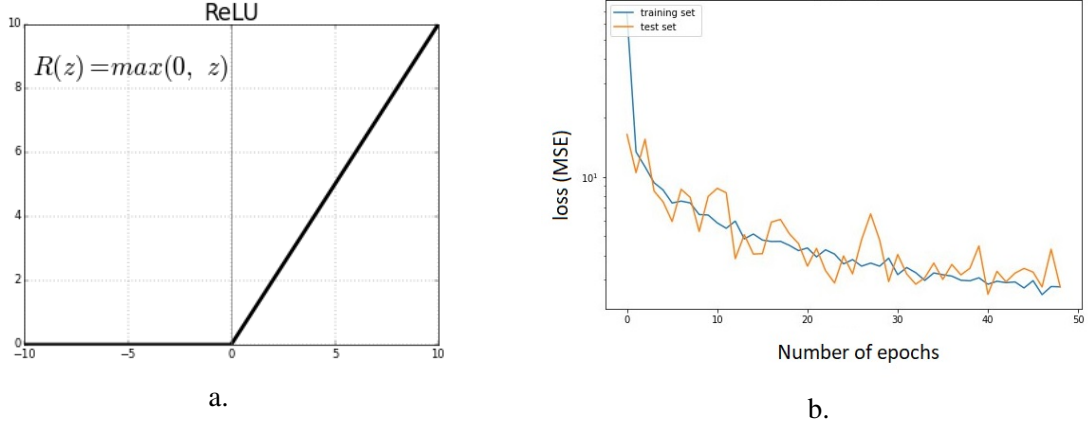 ReLU
R(z) =max(0, z)
10
8
6
4
2
0
−10
−5
0
5
10
a.
training set
test set
10¹
loss (MSE)
0
10
20
30
40
50
Number of epochs
b.